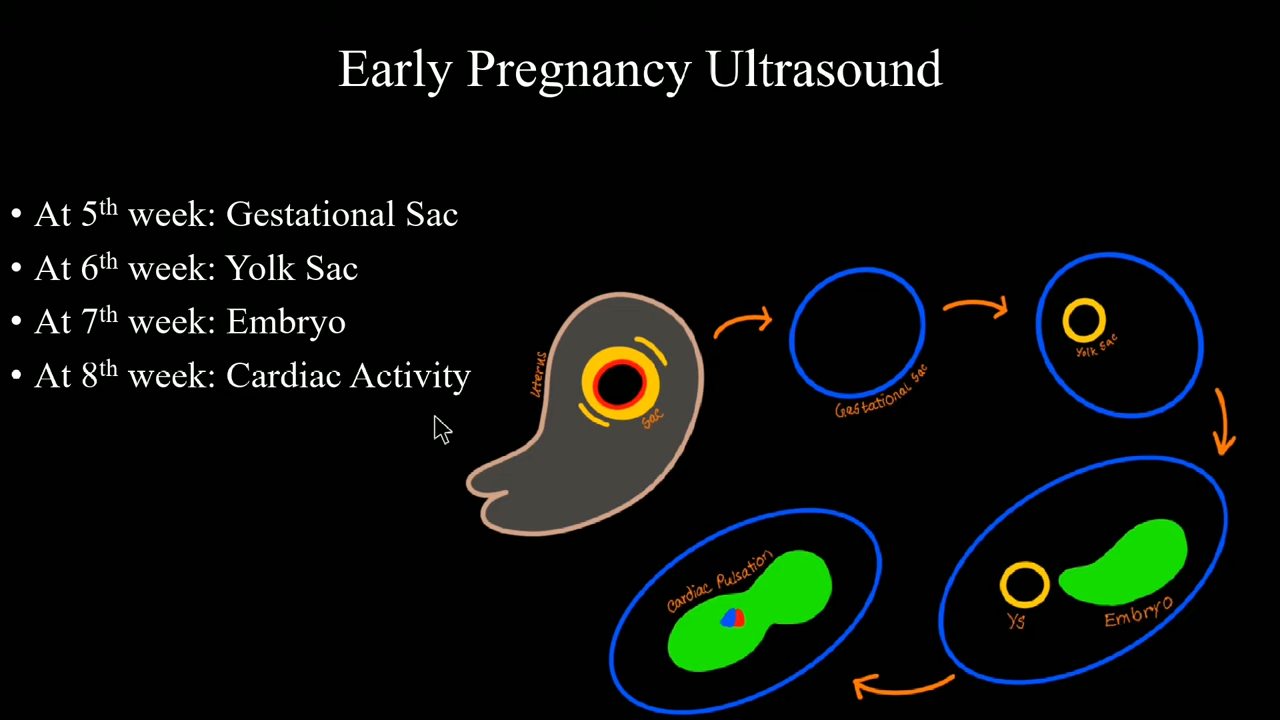 Early Pregnancy Ultrasound
• At 5th week: Gestational Sac
• At 6th week: Yolk Sac
• At 7th week: Embryo
• At 8th week: Cardiac Activity
Uterus
Sac
Gestational Sac
Yolk Sac
Ys
Embryo
Cardiac Pulsation